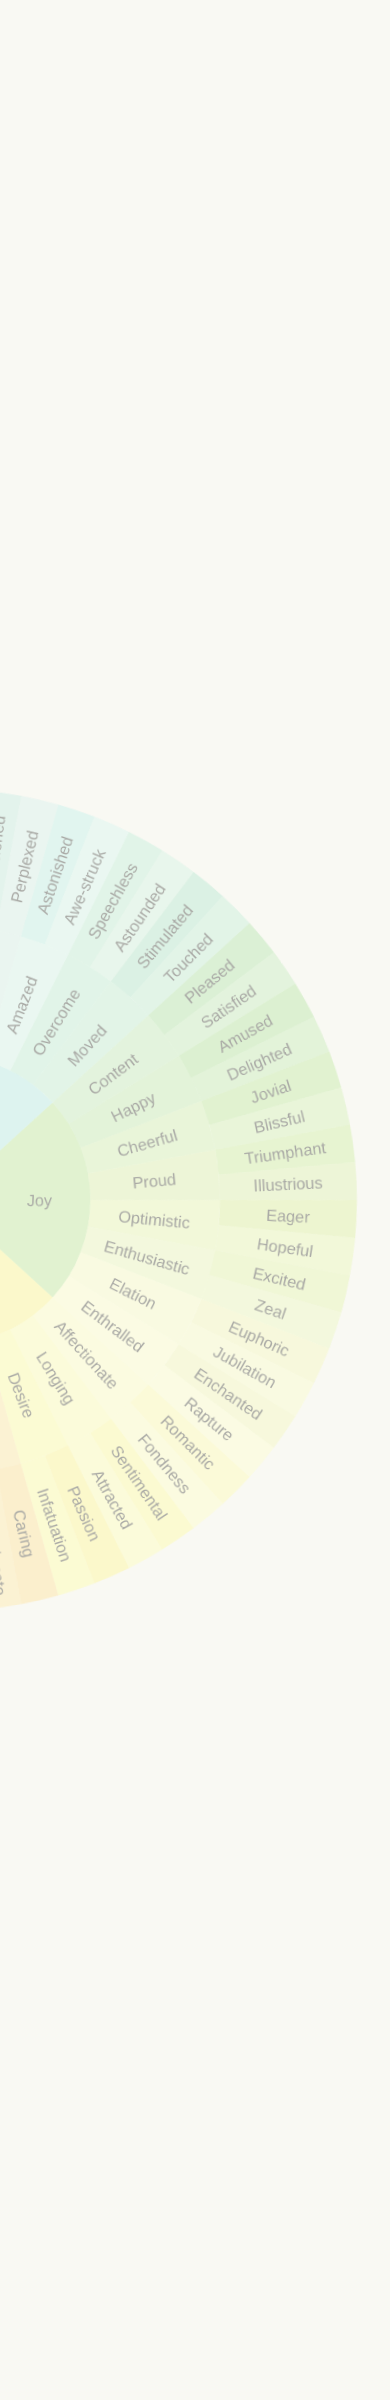 Perplexed
Astonished
Awe-struck
Speechless
Astounded
Stimulated
Touched
Pleased
Satisfied
Amused
Delighted
Jovial
Blissful
Triumphant
Illustrious
Eager
Hopeful
Excited
Zeal
Euphoric
Jubilation
Enchanted
Rapture
Romantic
Fondness
Sentimental
Attracted
Passion
Infatuation
Caring
Amazed
Overcome
Moved
Content
Happy
Cheerful
Proud
Optimistic
Enthusiastic
Elation
Enthralled
Affectionate
Longing
Desire
Joy